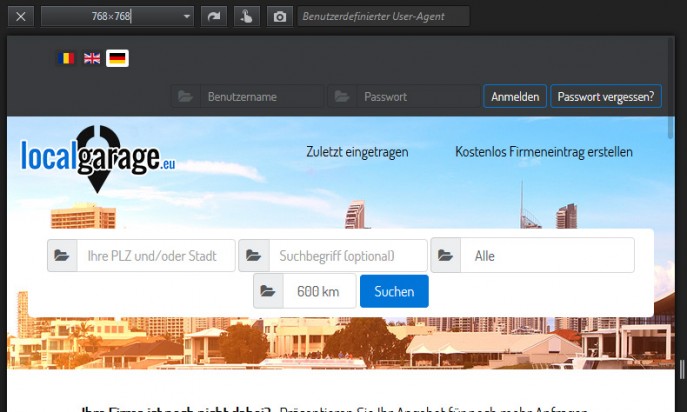 768×768
Benutzerdefinierter User-Agent
Benutzername
Passwort
Anmelden
Passwort vergessen?
localgarage.eu
Zuletzt eingetragen
Kostenlos Firmeneintrag erstellen
Ihre PLZ und/oder Stadt
Suchbegriff (optional)
Alle
600 km
Suchen
Ihre Firma ist noch nicht dabei? Präsentieren Sie Ihr Angebot für noch mehr Anfragen